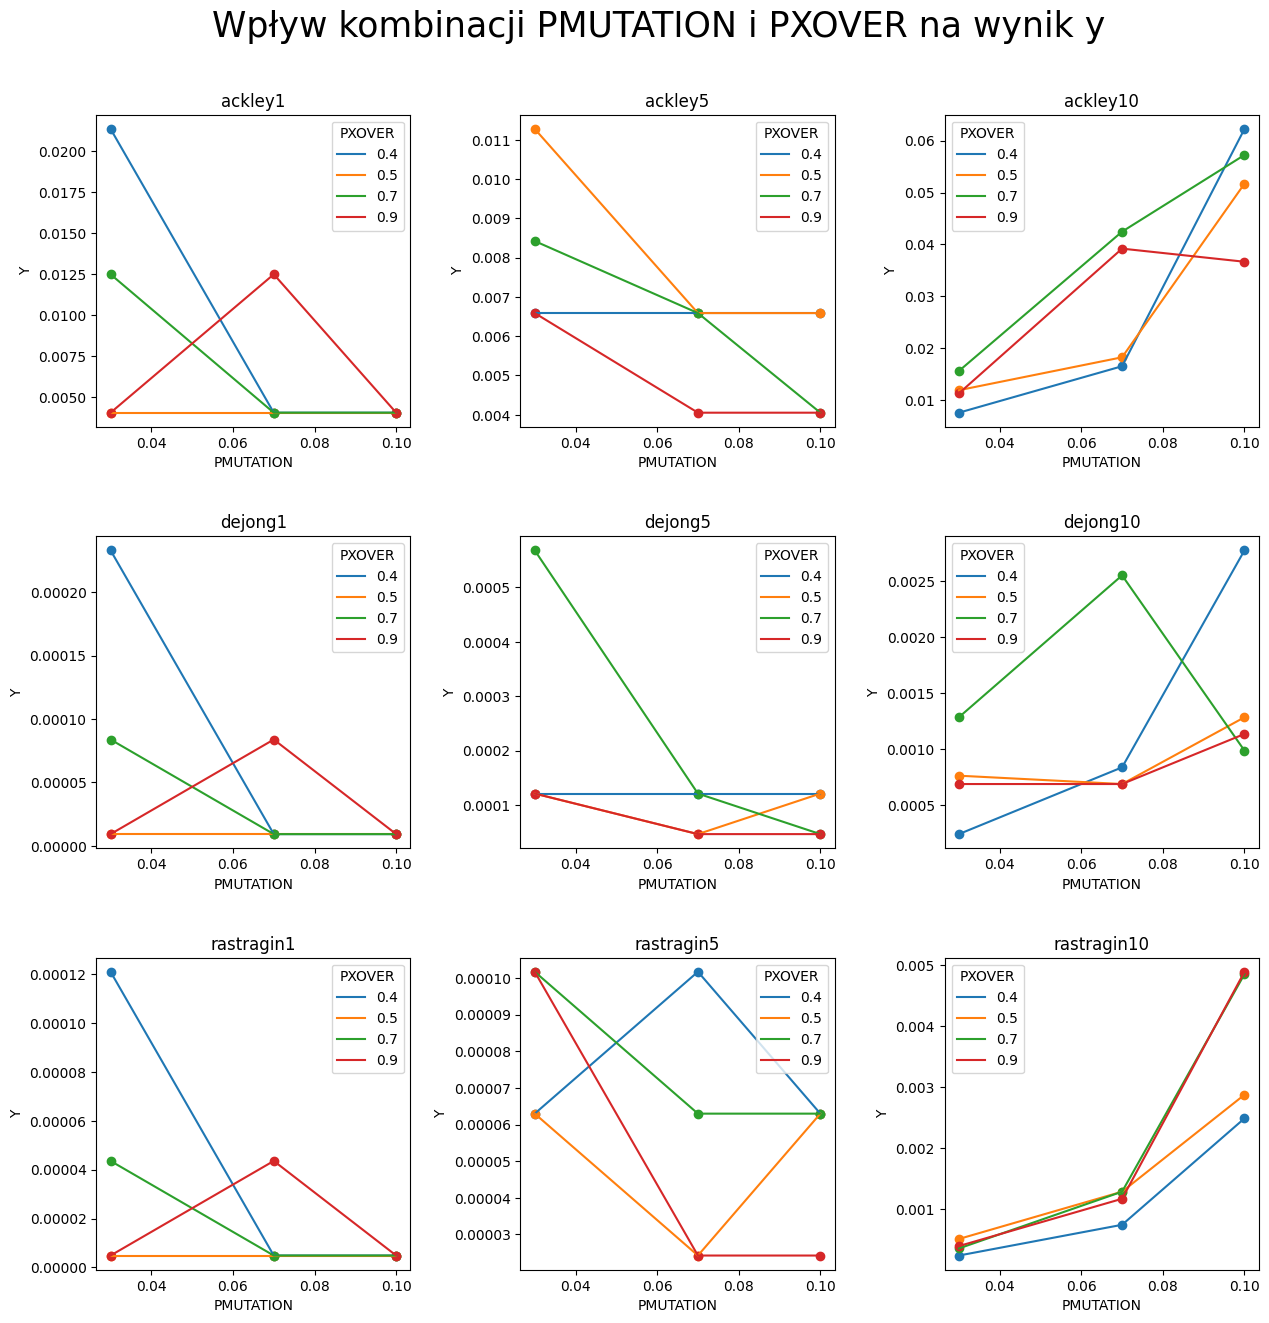 Wpływ kombinacji PMUTATION i PXOVER na wynik y
ackley1
PXOVER
0.4
0.5
0.7
0.9
0.0200
0.0175
0.0150
0.0125
0.0100
0.0075
0.0050
Y
0.04 0.06 0.08 0.10
PMUTATION
ackley5
PXOVER
0.4
0.5
0.7
0.9
0.011
0.010
0.009
0.008
0.007
0.006
0.005
0.004
Y
0.04 0.06 0.08 0.10
PMUTATION
ackley10
PXOVER
0.4
0.5
0.7
0.9
0.06
0.05
0.04
0.03
0.02
0.01
Y
0.04 0.06 0.08 0.10
PMUTATION
dejong1
PXOVER
0.4
0.5
0.7
0.9
0.00020
0.00015
0.00010
0.00005
0.00000
Y
0.04 0.06 0.08 0.10
PMUTATION
dejong5
PXOVER
0.4
0.5
0.7
0.9
0.0005
0.0004
0.0003
0.0002
0.0001
Y
0.04 0.06 0.08 0.10
PMUTATION
dejong10
PXOVER
0.4
0.5
0.7
0.9
0.0025
0.0020
0.0015
0.0010
0.0005
Y
0.04 0.06 0.08 0.10
PMUTATION
rastragin1
PXOVER
0.4
0.5
0.7
0.9
0.00012
0.00010
0.00008
0.00006
0.00004
0.00002
0.00000
Y
0.04 0.06 0.08 0.10
PMUTATION
rastragin5
PXOVER
0.4
0.5
0.7
0.9
0.00010
0.00009
0.00008
0.00007
0.00006
0.00005
0.00004
0.00003
Y
0.04 0.06 0.08 0.10
PMUTATION
rastragin10
PXOVER
0.4
0.5
0.7
0.9
0.005
0.004
0.003
0.002
0.001
Y
0.04 0.06 0.08 0.10
PMUTATION